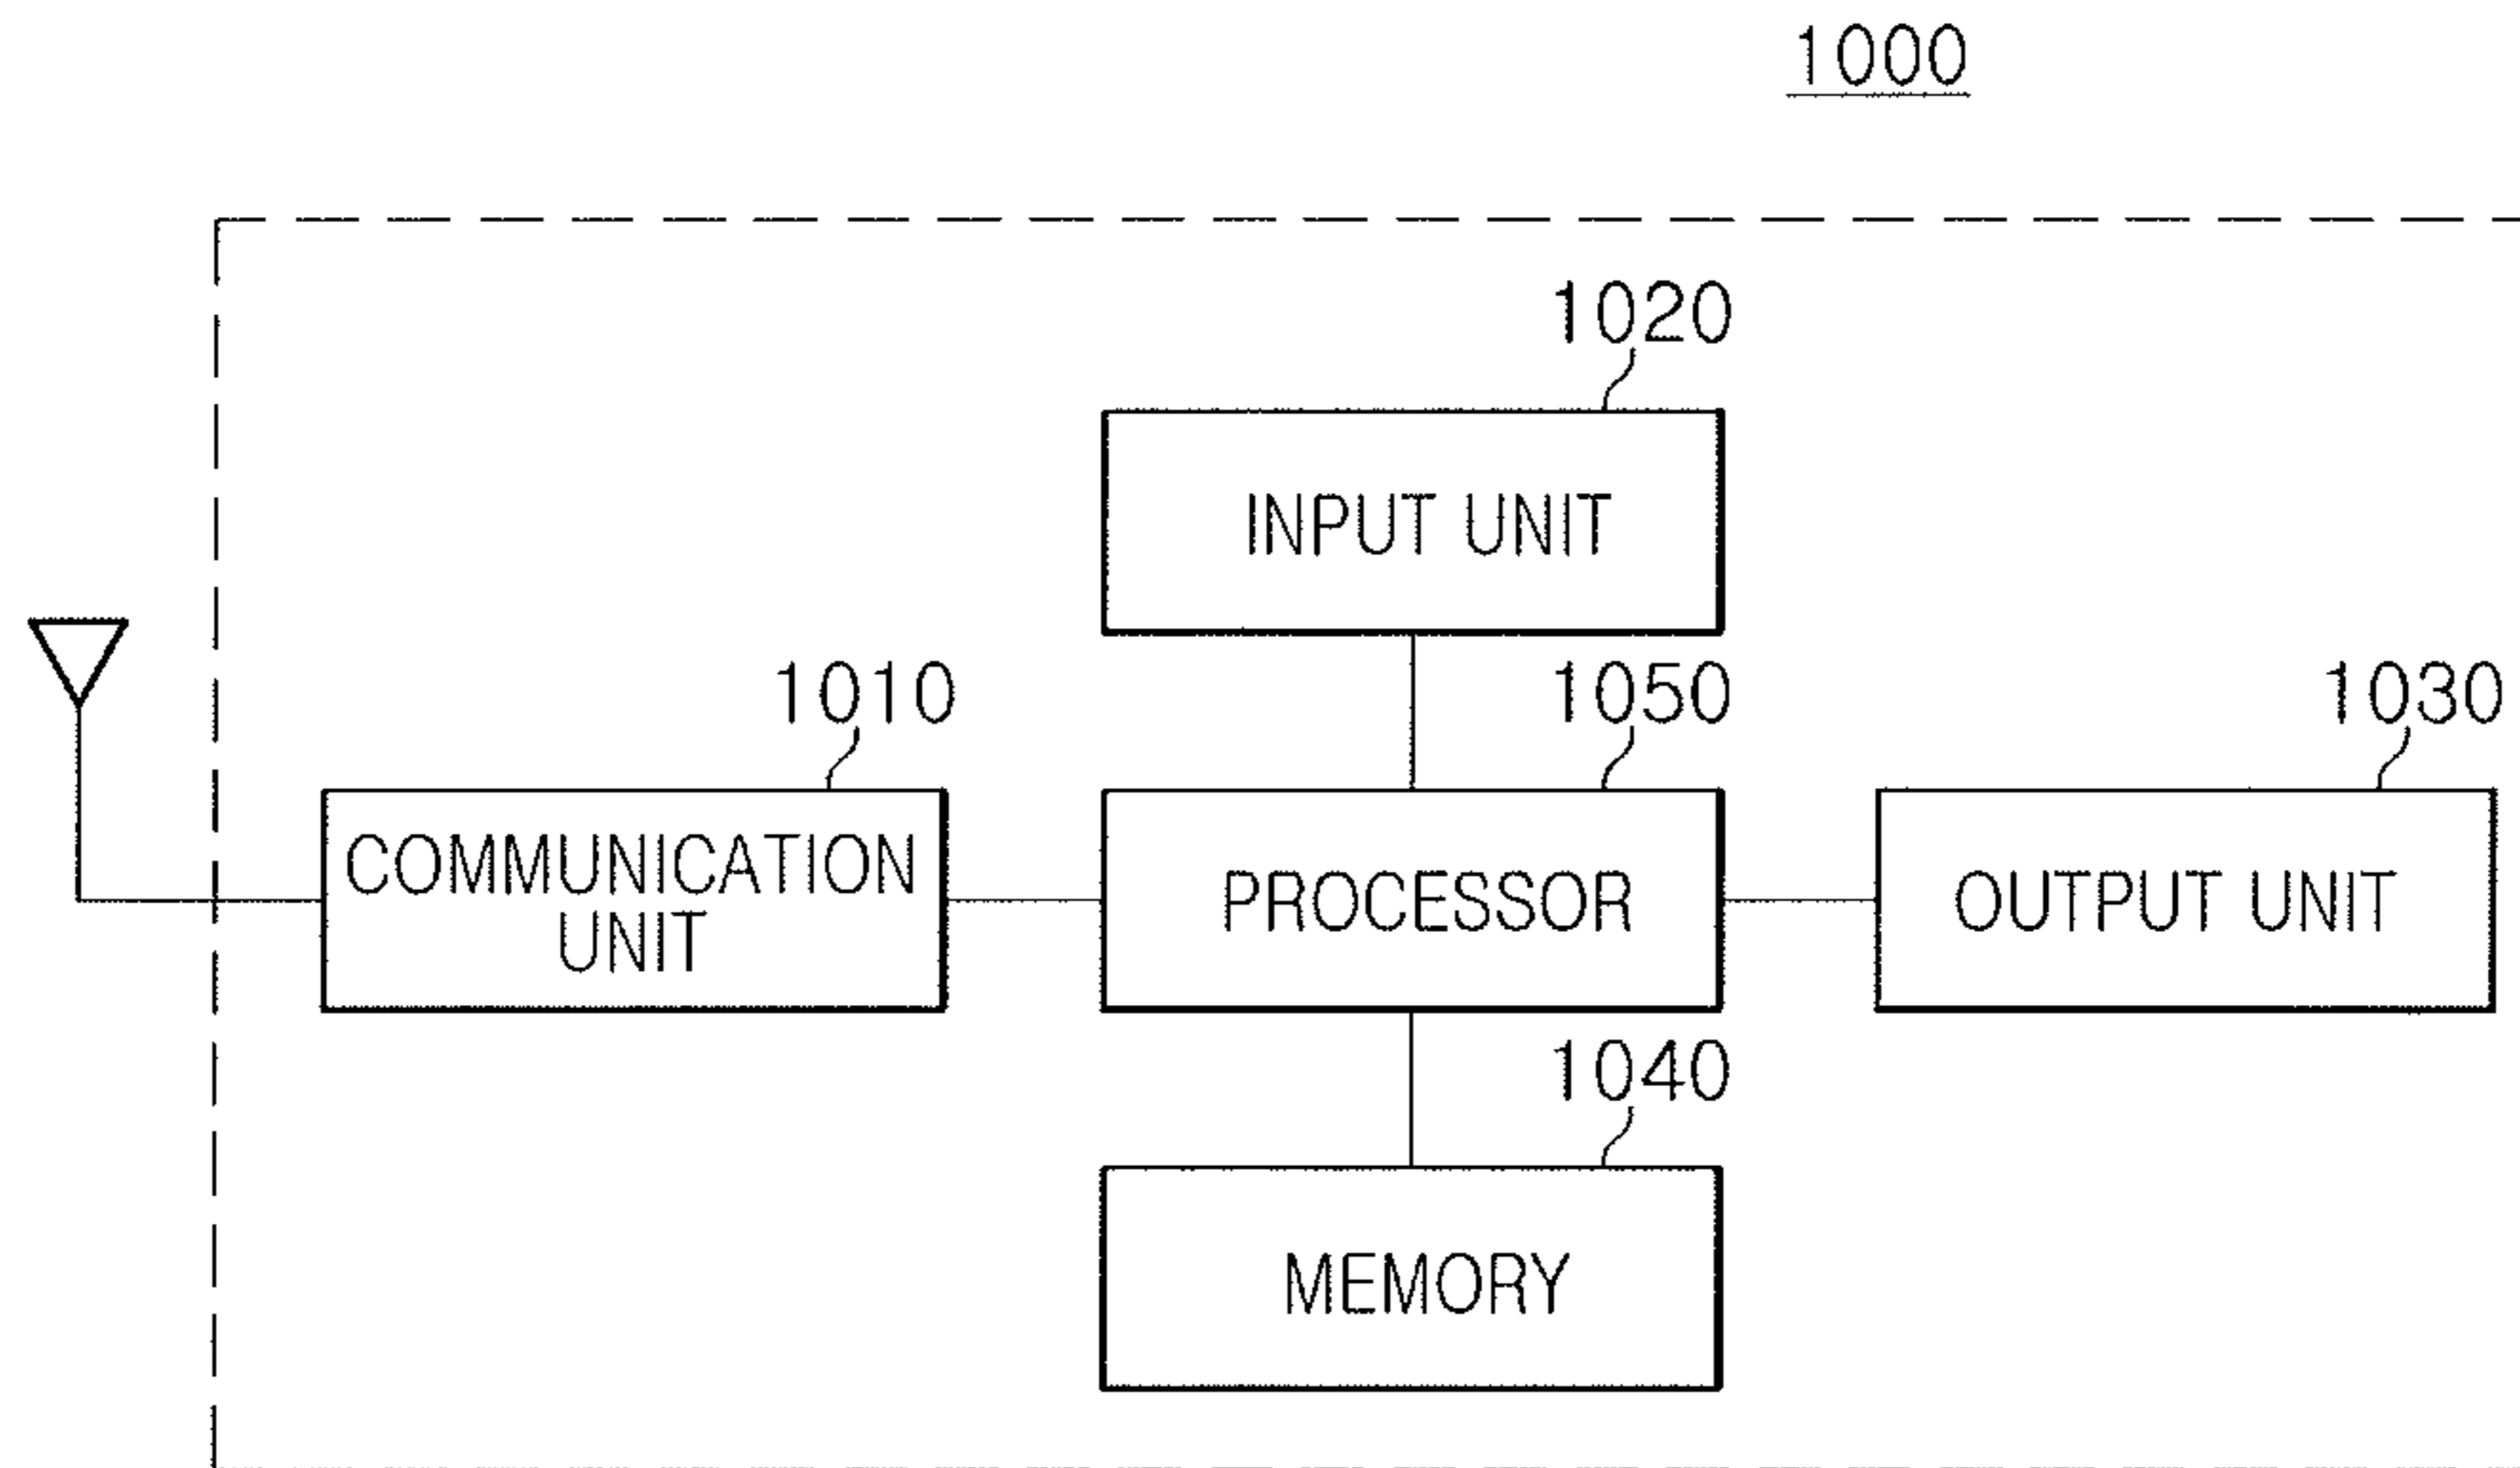 1000
1020
INPUT UNIT
1010
1050
1030
COMMUNICATION
UNIT
PROCESSOR
OUTPUT UNIT
1040
MEMORY